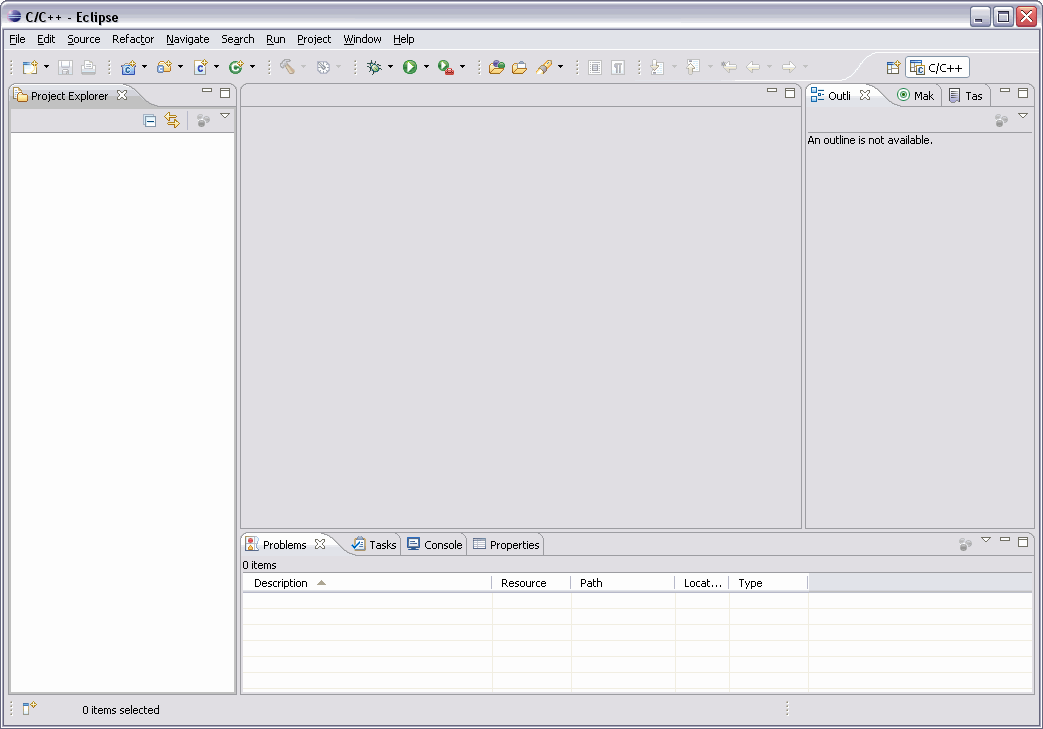 C/C++ - Eclipse
File Edit Source Refactor Navigate Search Run Project Window Help
C/C++
Project Explorer
Outli Mak Tas
An outline is not available.
Problems Tasks Console Properties
0 items
Description Resource Path Locat... Type
0 items selected